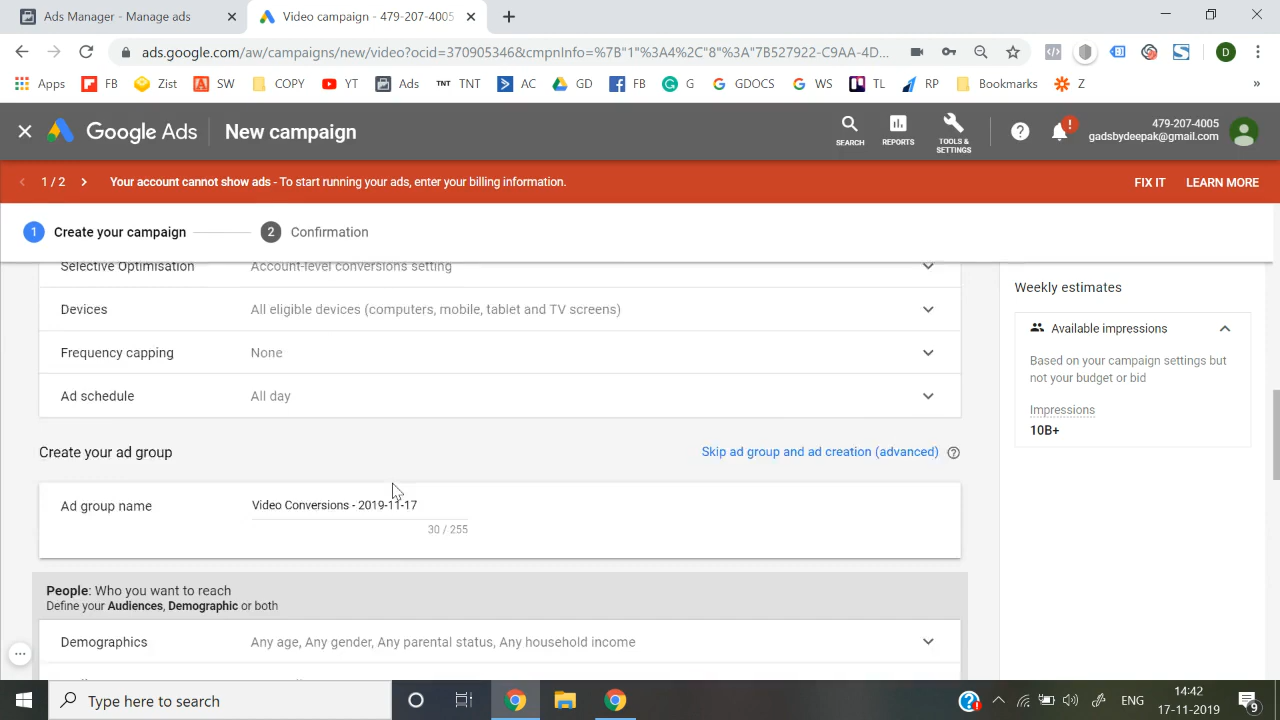 Ads Manager - Manage ads
Video campaign - 479-207-4005
ads.google.com/aw/campaigns/new/video?ocid=370905346&cmpnInfo=%7B"1"%3A4%2C"8"%3A"7B527922-C9AA-4D...
D
Apps FB Zist SW COPY YT Ads TNT TNT AC GD FB G GDOCS WS TL RP Bookmarks Z »
Google Ads New campaign
SEARCH
REPORTS
TOOLS &
SETTINGS
479-207-4005
gadsbydeepak@gmail.com
1 / 2 Your account cannot show ads - To start running your ads, enter your billing information. FIX IT LEARN MORE
1 Create your campaign 2 Confirmation
Selective Optimisation Account-level conversions setting
Devices All eligible devices (computers, mobile, tablet and TV screens)
Frequency capping None
Ad schedule All day
Weekly estimates
Available impressions
Based on your campaign settings but
not your budget or bid
Impressions
10B+
Create your ad group Skip ad group and ad creation (advanced)
Ad group name Video Conversions - 2019-11-17
30 / 255
People: Who you want to reach
Define your Audiences, Demographic or both
Demographics Any age, Any gender, Any parental status, Any household income
Type here to search
ENG
14:42
17-11-2019
9